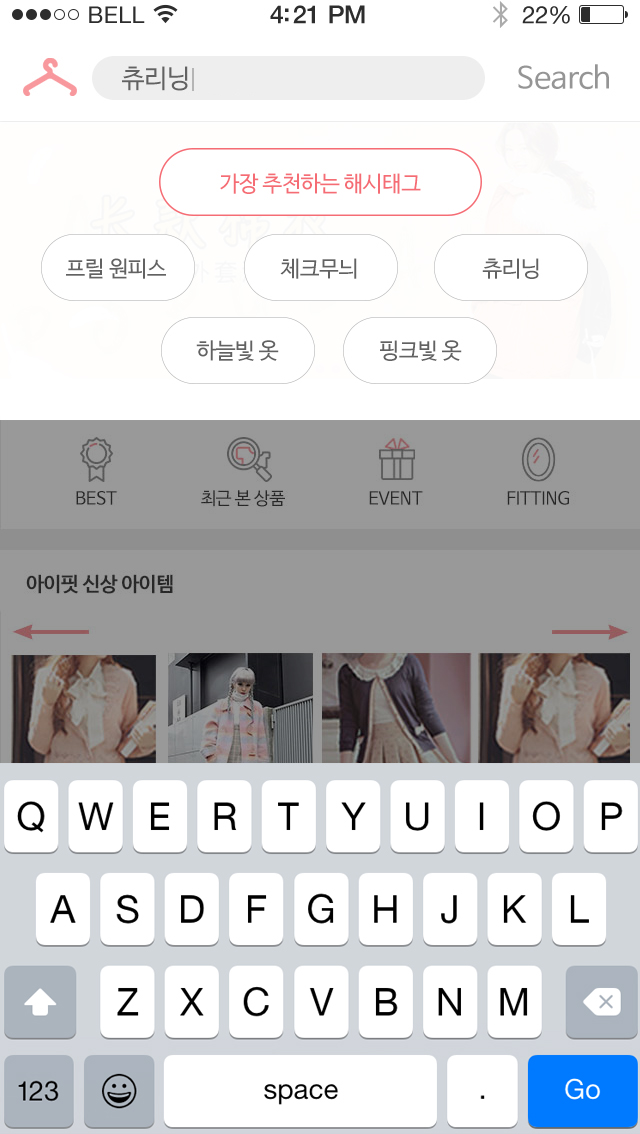 BELL 4:21 PM 22%
츄리닝 Search
가장 추천하는 해시태그
프릴 원피스 체크무늬 츄리닝
하늘빛 옷 핑크빛 옷
BEST 최근 본 상품 EVENT FITTING
아이핏 신상 아이템
Q W E R T Y U I O P
A S D F G H J K L
Z X C V B N M
123 space . Go